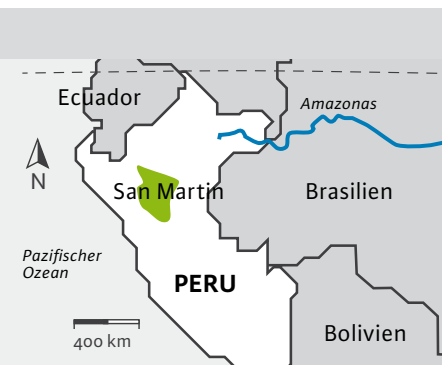 Ecuador
Amazonas
N
San Martin
Brasilien
Pazifischer
Ozean
PERU
400 km
Bolivien